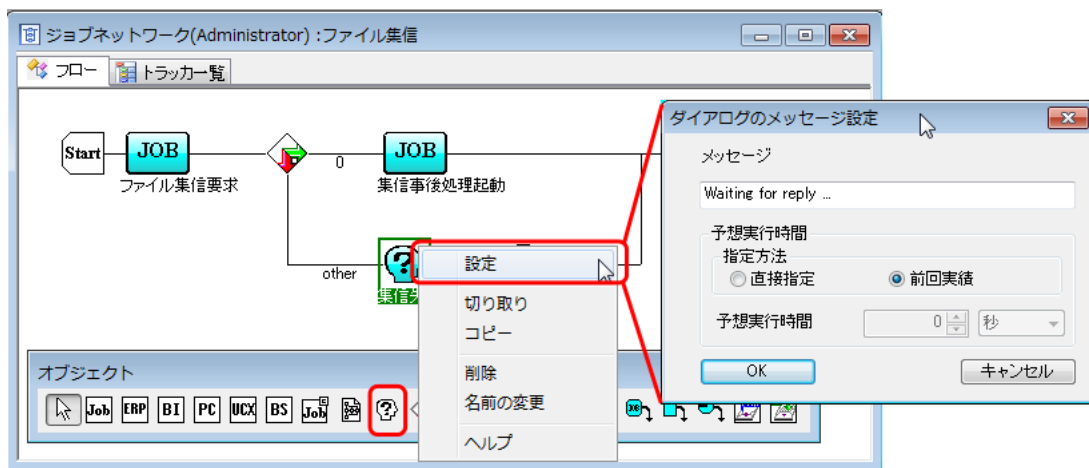 ジョブネットワーク(Administrator) :ファイル集信
フロー トラッカ一覧
Start
JOB
ファイル集信要求
0
JOB
集信事後処理起動
other
集信
設定
切り取り
コピー
削除
名前の変更
ヘルプ
オブジェクト
Job ERP BI PC UCX BS Job
ダイアログのメッセージ設定
メッセージ
Waiting for reply ...
予想実行時間
指定方法
直接指定 前回実績
予想実行時間 0 秒
OK キャンセル